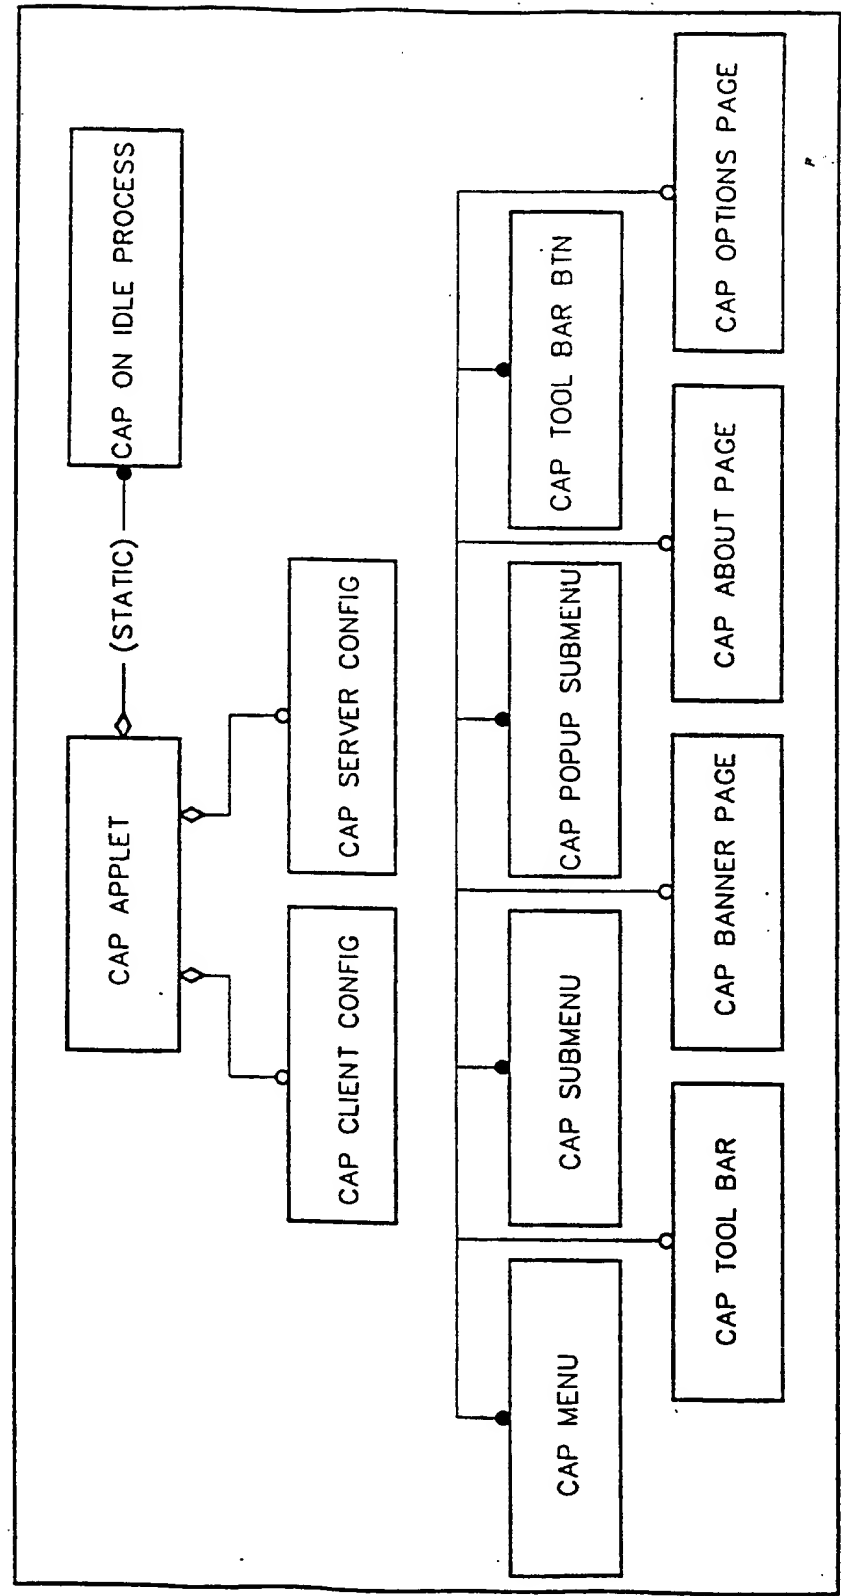 CAP APPLET
(STATIC)
CAP ON IDLE PROCESS
CAP CLIENT CONFIG
CAP SERVER CONFIG
CAP MENU
CAP SUBMENU
CAP POPUP SUBMENU
CAP TOOL BAR BTN
CAP TOOL BAR
CAP BANNER PAGE
CAP ABOUT PAGE
CAP OPTIONS PAGE